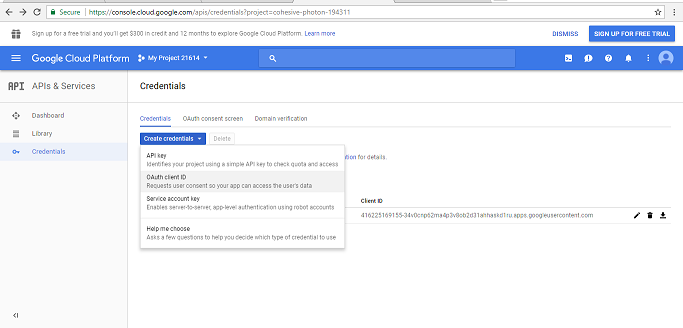 Secure https://console.cloud.google.com/apis/credentials?project=cohesive-photon-194311
Sign up for a free trial and you'll get $300 in credit and 12 months to explore Google Cloud Platform. Learn more
DISMISS
SIGN UP FOR FREE TRIAL
Google Cloud Platform
My Project 21614
API APIs & Services
Credentials
Dashboard
Library
Credentials
Credentials OAuth consent screen Domain verification
Create credentials
Delete
API key
Identifies your project using a simple API key to check quota and access
for details.
OAuth client ID
Requests user consent so your app can access the user's data
Service account key
Enables server-to-server, app-level authentication using robot accounts
Help me choose
Asks a few questions to help you decide which type of credential to use
Client ID